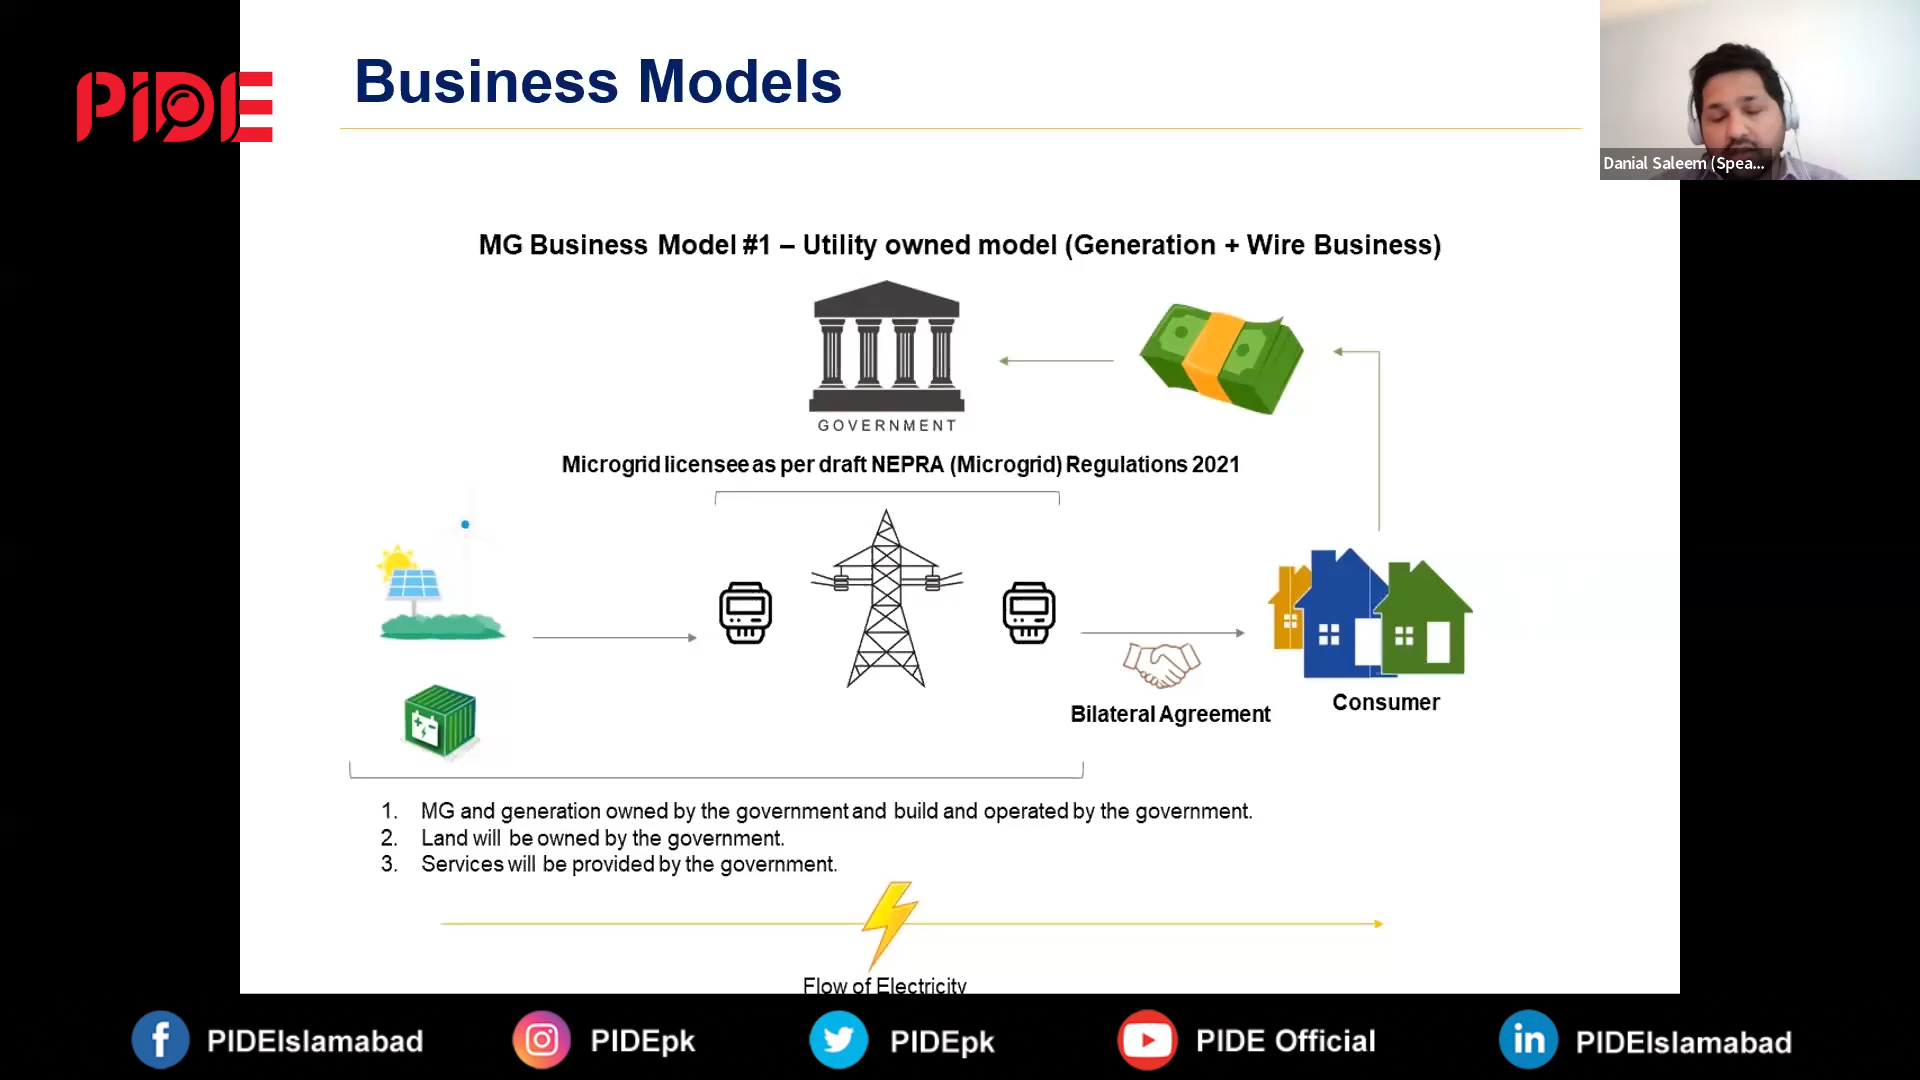 PIDE
Business Models
Danial Saleem (Spea...
MG Business Model #1 – Utility owned model (Generation + Wire Business)
GOVERNMENT
Microgrid licensee as per draft NEPRA (Microgrid) Regulations 2021
Bilateral Agreement
Consumer
1. MG and generation owned by the government and build and operated by the government.
2. Land will be owned by the government.
3. Services will be provided by the government.
Flow of Electricity
PIDEIslamabad
PIDEpk
PIDEpk
PIDE Official
PIDEIslamabad